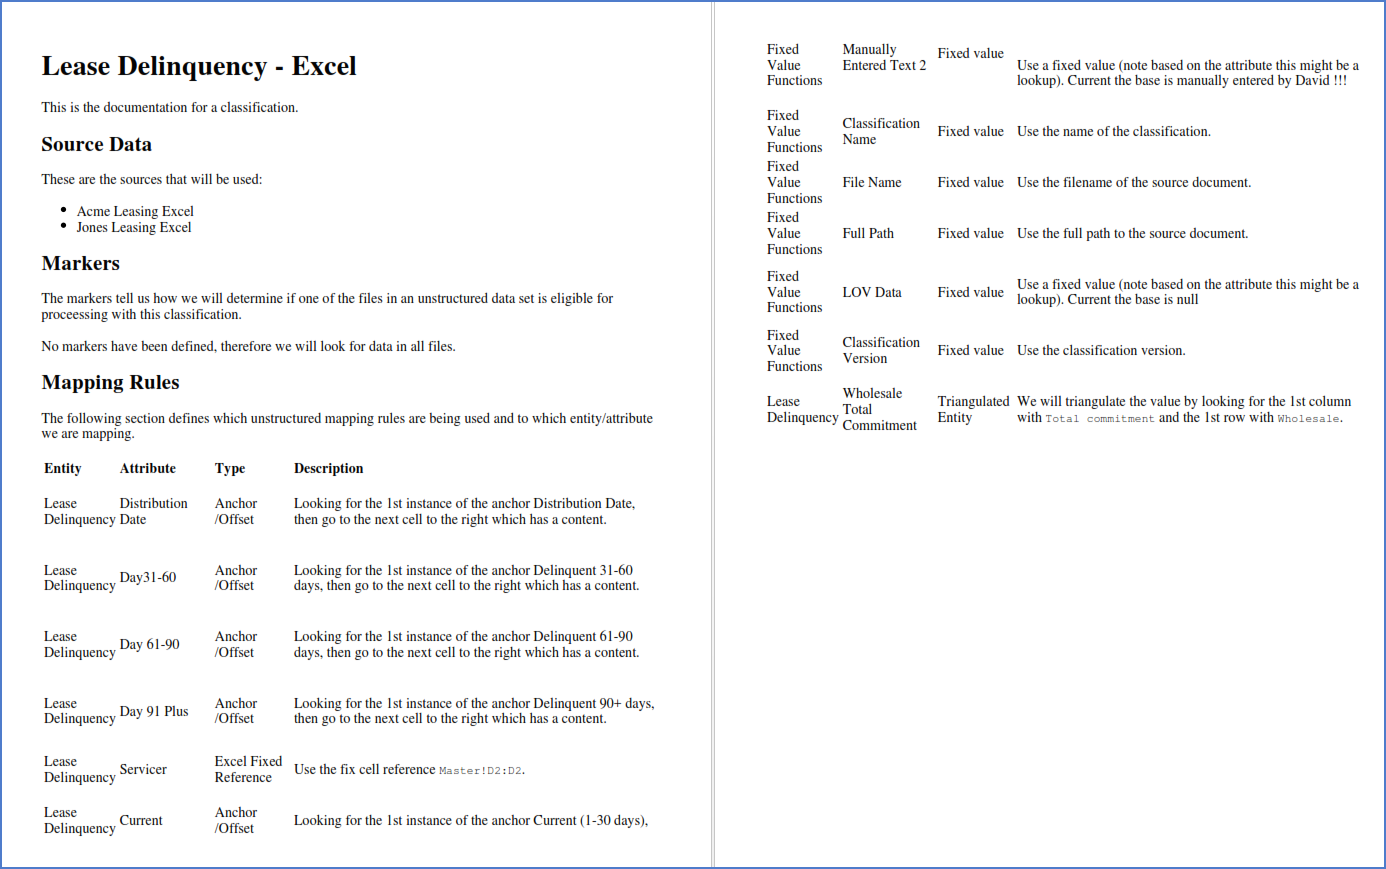 Lease Delinquency - Excel
This is the documentation for a classification.
Source Data
These are the sources that will be used:
• Acme Leasing Excel
• Jones Leasing Excel
Markers
The markers tell us how we will determine if one of the files in an unstructured data set is eligible for
proceessing with this classification.
No markers have been defined, therefore we will look for data in all files.
Mapping Rules
The following section defines which unstructured mapping rules are being used and to which entity/attribute
we are mapping.
Entity Attribute Type Description
Lease Distribution Anchor Looking for the 1st instance of the anchor Distribution Date,
Delinquency Date /Offset then go to the next cell to the right which has a content.
Lease Anchor Looking for the 1st instance of the anchor Delinquent 31-60
Delinquency Day31-60 /Offset days, then go to the next cell to the right which has a content.
Lease Anchor Looking for the 1st instance of the anchor Delinquent 61-90
Delinquency Day 61-90 /Offset days, then go to the next cell to the right which has a content.
Lease Anchor Looking for the 1st instance of the anchor Delinquent 90+ days,
Delinquency Day 91 Plus /Offset then go to the next cell to the right which has a content.
Lease Excel Fixed
Delinquency Servicer Reference Use the fix cell reference Master!D2:D2.
Lease Anchor
Delinquency Current /Offset Looking for the 1st instance of the anchor Current (1-30 days),
Fixed Manually Fixed value
Value Entered Text 2 Use a fixed value (note based on the attribute this might be a
Functions lookup). Current the base is manually entered by David !!!
Fixed Classification
Value Name Fixed value Use the name of the classification.
Functions
Fixed
Value File Name Fixed value Use the filename of the source document.
Functions
Fixed
Value Full Path Fixed value Use the full path to the source document.
Functions
Fixed Use a fixed value (note based on the attribute this might be a
Value LOV Data Fixed value lookup). Current the base is null
Functions
Fixed Classification
Value Version Fixed value Use the classification version.
Functions
Lease Wholesale Triangulated We will triangulate the value by looking for the 1st column
Delinquency Total Entity with Total commitment and the 1st row with Wholesale.
Commitment